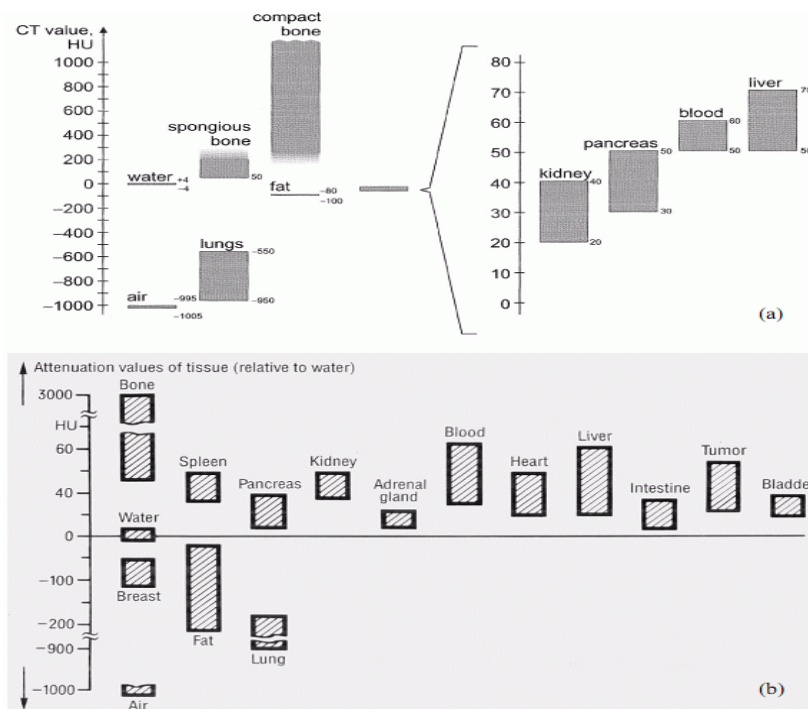 CT value,
HU
compact
bone
1000
800
600
400
200
0
−200
−400
−600
−800
−1000
spongious
bone
50
water
+4
−4
fat
−80
−100
lungs
−550
−950
air
−995
−1005
80
70
60
50
40
30
20
10
0
kidney
40
20
pancreas
50
30
blood
60
50
liver
(a)
Attenuation values of tissue (relative to water)
3000
HU
60
40
20
0
−100
−200
−900
−1000
Bone
Spleen
Pancreas
Kidney
Adrenal
gland
Blood
Heart
Liver
Intestine
Tumor
Bladde
Water
Breast
Fat
Lung
Air
(b)